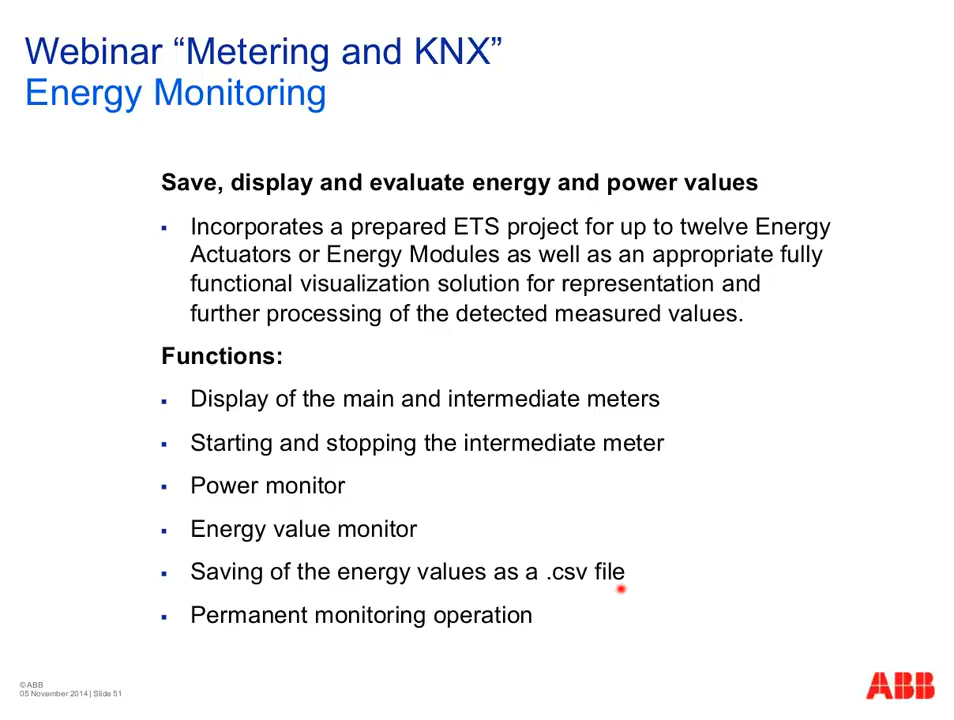 Webinar “Metering and KNX”
Energy Monitoring
Save, display and evaluate energy and power values
▪ Incorporates a prepared ETS project for up to twelve Energy
Actuators or Energy Modules as well as an appropriate fully
functional visualization solution for representation and
further processing of the detected measured values.
Functions:
▪ Display of the main and intermediate meters
▪ Starting and stopping the intermediate meter
▪ Power monitor
▪ Energy value monitor
▪ Saving of the energy values as a .csv file
▪ Permanent monitoring operation
© ABB
05 November 2014 | Slide 51
ABB